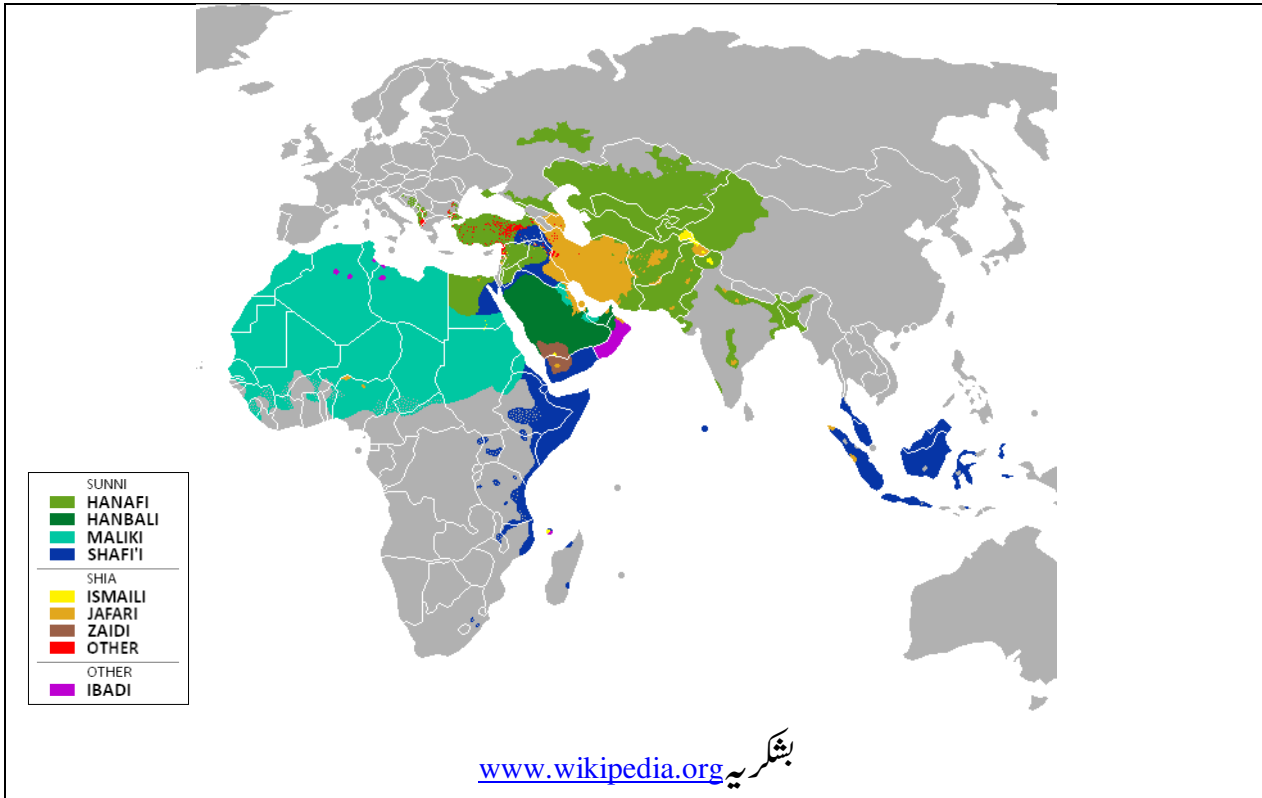 SUNNI
HANAFI
HANBALI
MALIKI
SHAFI'I
SHIA
ISMAILI
JAFARI
ZAIDI
OTHER
OTHER
IBADI
بشکریہ www.wikipedia.org